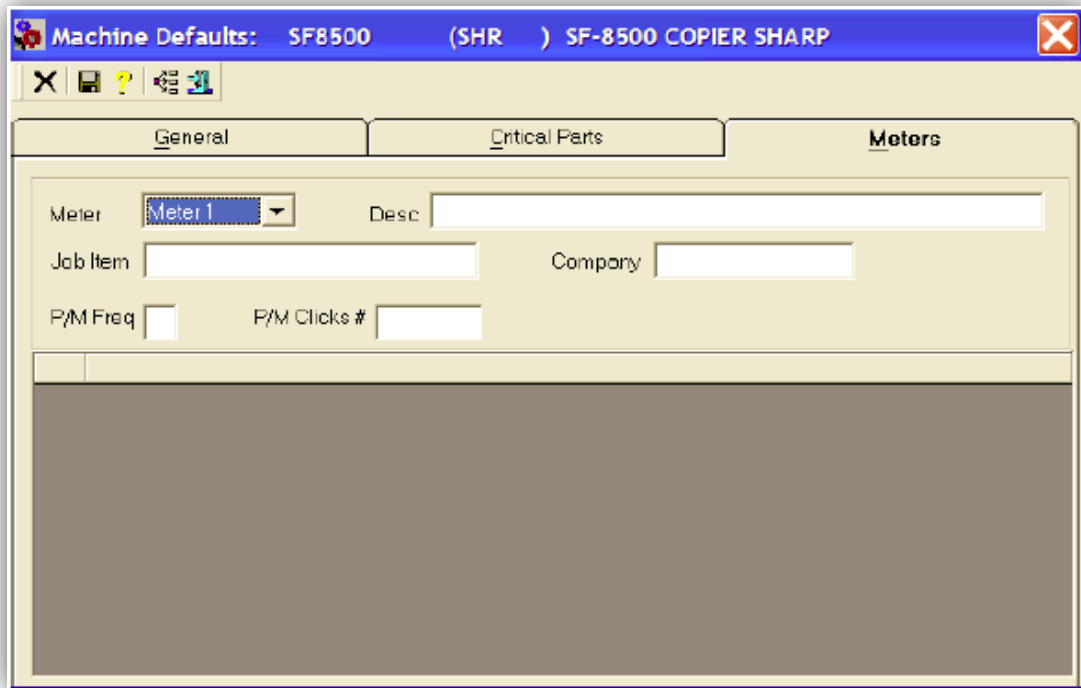 Machine Defaults: SF8500 (SHR ) SF-8500 COPIER SHARP
General Critical Parts Meters
Meter Meter 1 Desc
Job Item Company
P/M Freq P/M Clicks #